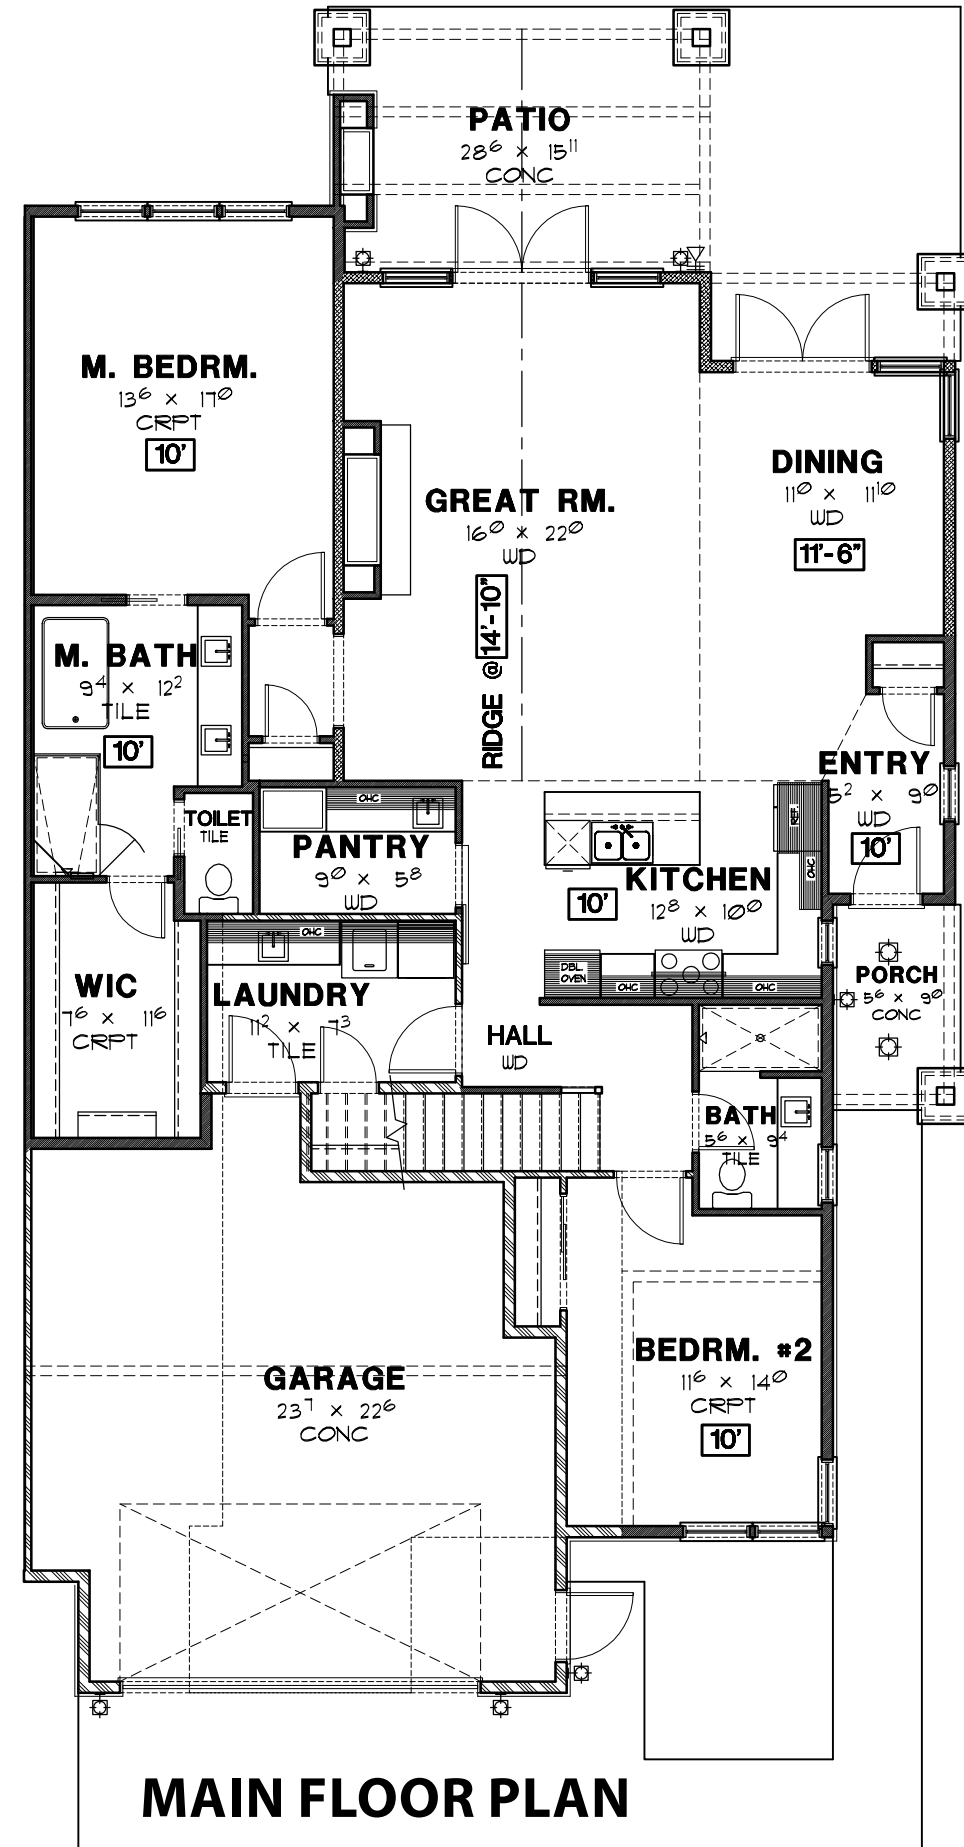 PATIO
28⁶ × 15¹¹
CONC
M. BEDRM.
13⁶ × 17⁰
CRPT
10'
GREAT RM.
16⁰ × 22⁰
WD
RIDGE @ 14'-10"
DINING
11⁰ × 11¹⁰
WD
11'-6"
M. BATH
9⁴ × 12²
TILE
10'
ENTRY
5² × 9⁰
WD
10'
TOILET
TILE
OHC
PANTRY
9⁰ × 5⁸
WD
REF.
OHC
KITCHEN
12⁸ × 10⁰
WD
10'
DBL.
OVEN
OHC
OHC
WIC
7⁶ × 11⁶
CRPT
OHC
LAUNDRY
11² × 7³
TILE
HALL
WD
PORCH
5⁶ × 9⁰
CONC
BATH
5⁶ × 9⁴
TILE
BEDRM. #2
11⁶ × 14⁰
CRPT
10'
GARAGE
23⁷ × 22⁶
CONC
MAIN FLOOR PLAN